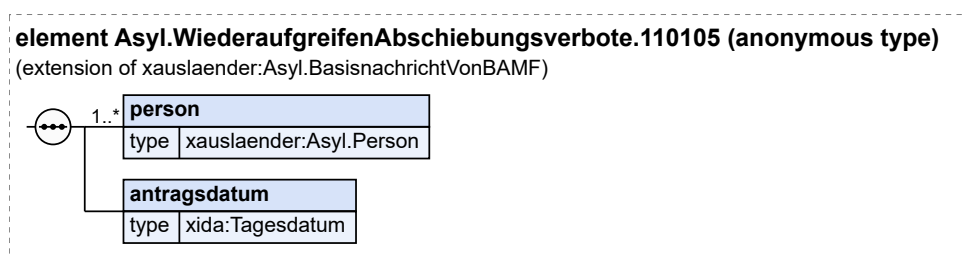 element Asyl.WiederaufgreifenAbschiebungsverbote.110105 (anonymous type)
(extension of xauslaender:Asyl.BasisnachrichtVonBAMF)
1..* person
type xauslaender:Asyl.Person
antragsdatum
type xida:Tagesdatum